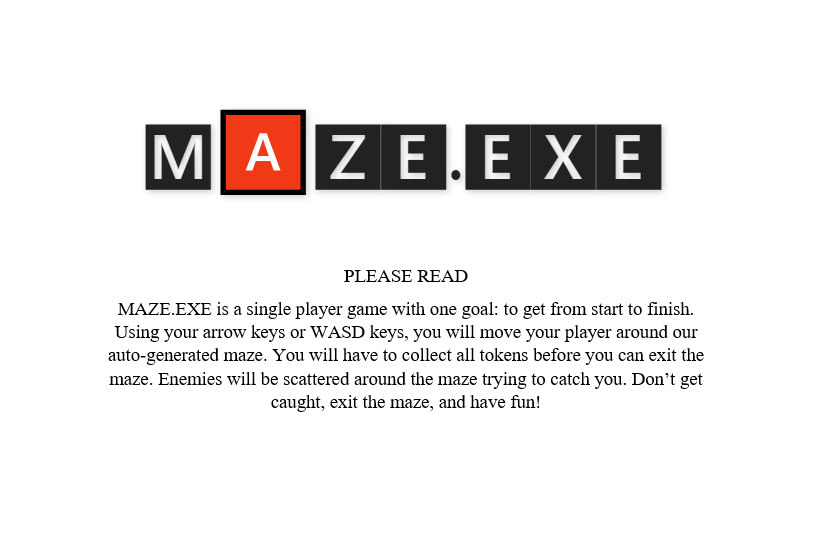 MAZE.EXE
PLEASE READ
MAZE.EXE is a single player game with one goal: to get from start to finish.
Using your arrow keys or WASD keys, you will move your player around our
auto-generated maze. You will have to collect all tokens before you can exit the
maze. Enemies will be scattered around the maze trying to catch you. Don’t get
caught, exit the maze, and have fun!